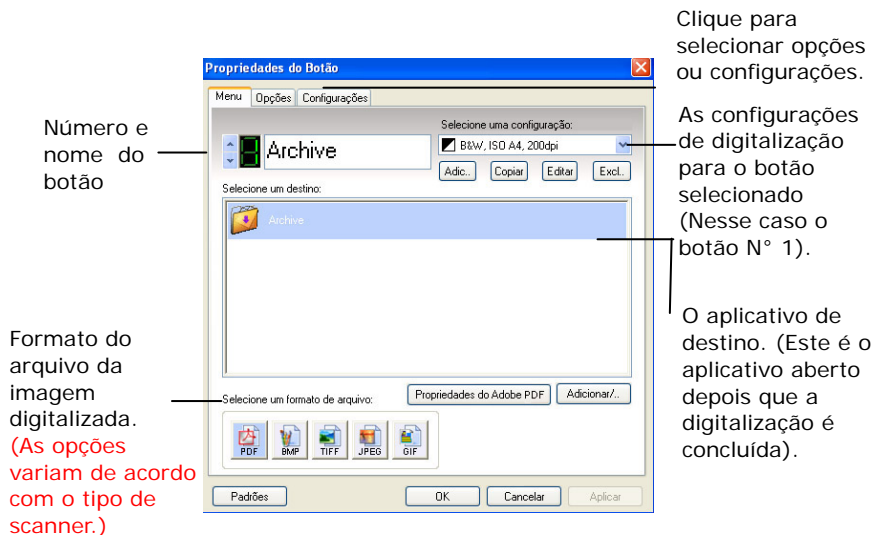 Clique para
selecionar opções
ou configurações.
Propriedades do Botão
Menu Opções Configurações
Número e
nome do
botão
Archive
Selecione uma configuração:
B&W, ISO A4, 200dpi
Adic.. Copiar Editar Excl..
As configurações
de digitalização
para o botão
selecionado
(Nesse caso o
botão N° 1).
Selecione um destino:
Archive
O aplicativo de
destino. (Este é o
aplicativo aberto
depois que a
digitalização é
concluída).
Formato do
arquivo da
imagem
digitalizada.
(As opções
variam de acordo
com o tipo de
scanner.)
Selecione um formato de arquivo:
Propriedades do Adobe PDF Adicionar/..
PDF BMP TIFF JPEG GIF
Padrões OK Cancelar Aplicar